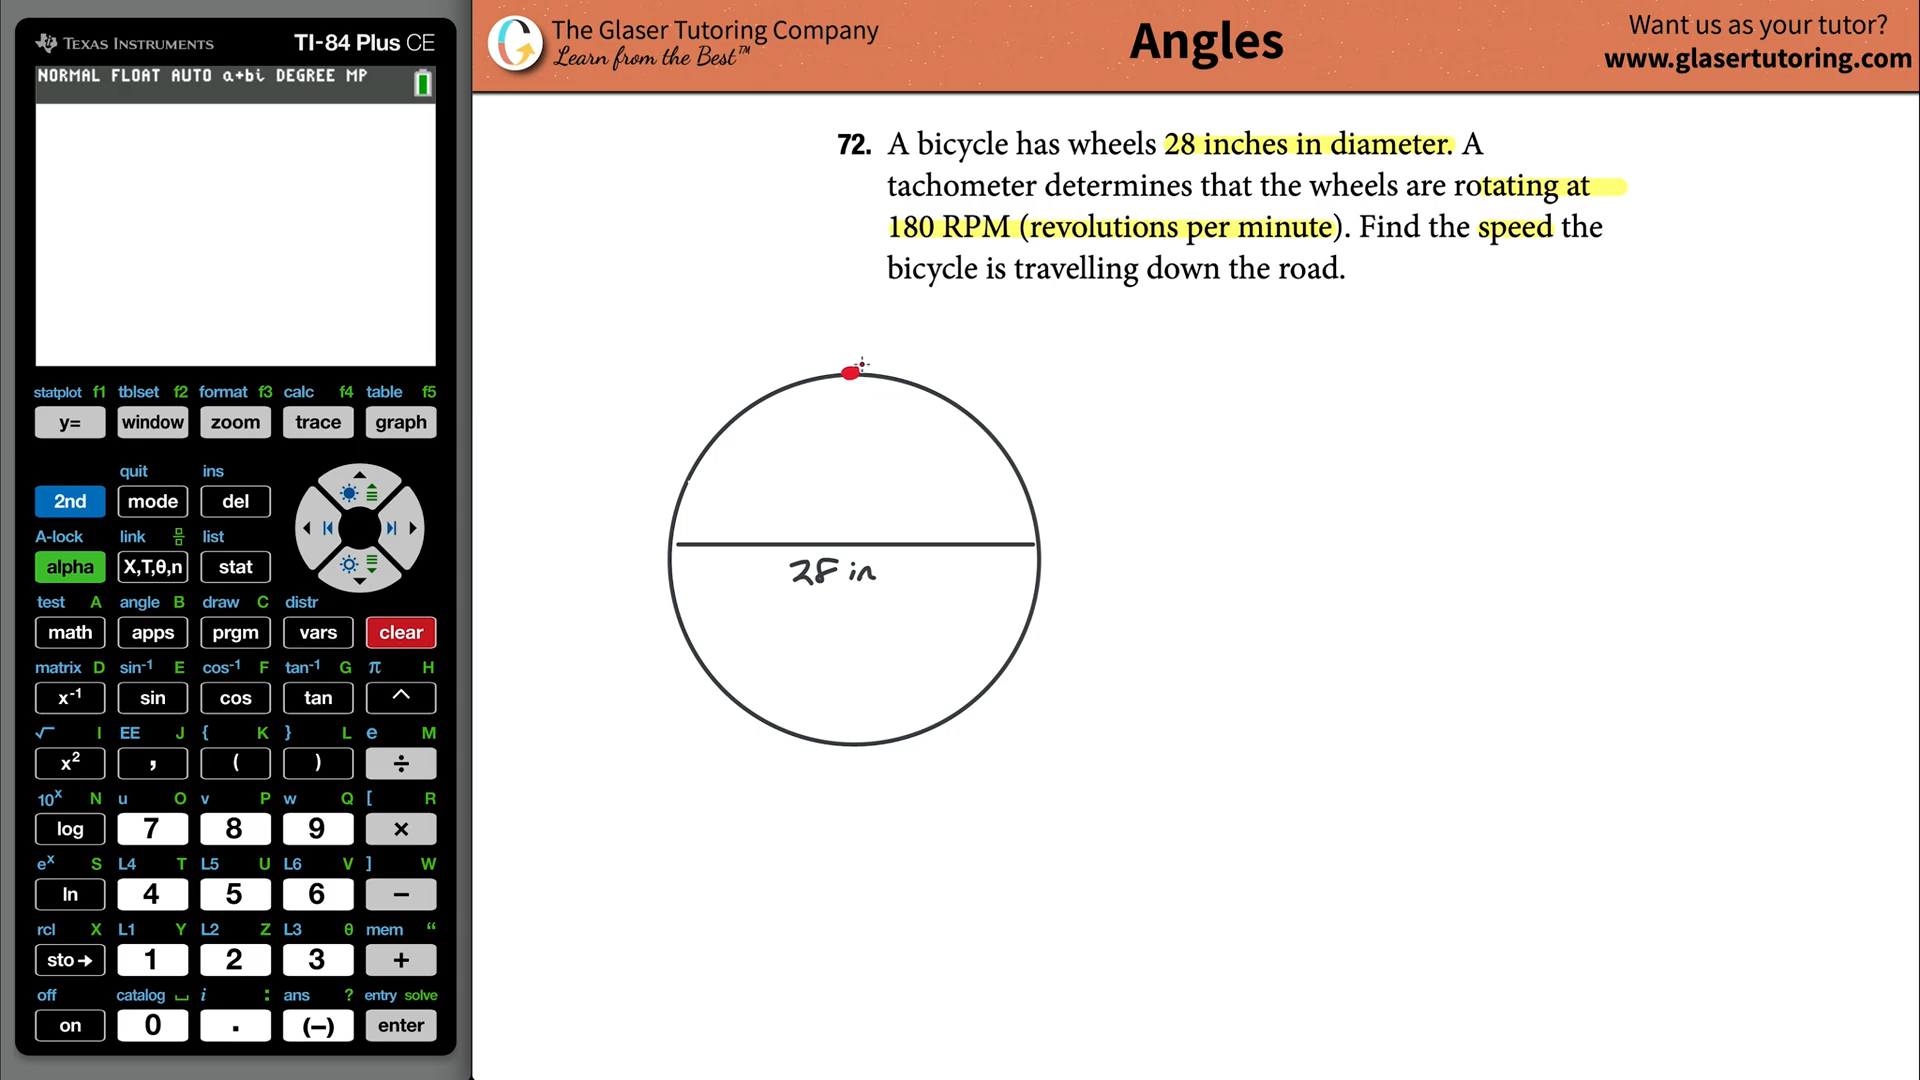 TEXAS INSTRUMENTS TI-84 Plus CE
NORMAL FLOAT AUTO a+bi DEGREE MP
The Glaser Tutoring Company
Learn from the Best™
Angles
Want us as your tutor?
www.glasertutoring.com
72. A bicycle has wheels 28 inches in diameter. A
tachometer determines that the wheels are rotating at
180 RPM (revolutions per minute). Find the speed the
bicycle is travelling down the road.
28 in
statplot f1 tblset f2 format f3 calc f4 table f5
y= window zoom trace graph
quit ins
2nd mode del
A-lock link list
alpha X,T,θ,n stat
test A angle B draw C distr
math apps prgm vars clear
matrix D sin⁻¹ E cos⁻¹ F tan⁻¹ G π H
x⁻¹ sin cos tan ^
√ I EE J { K } L e M
x² , ( ) ÷
10ˣ N u O v P w Q [ R
log 7 8 9 ×
eˣ S L4 T L5 U L6 V ] W
ln 4 5 6 −
rcl X L1 Y L2 Z L3 θ mem “
sto→ 1 2 3 +
off catalog ⎵ i : ans ? entry solve
on 0 . (−) enter